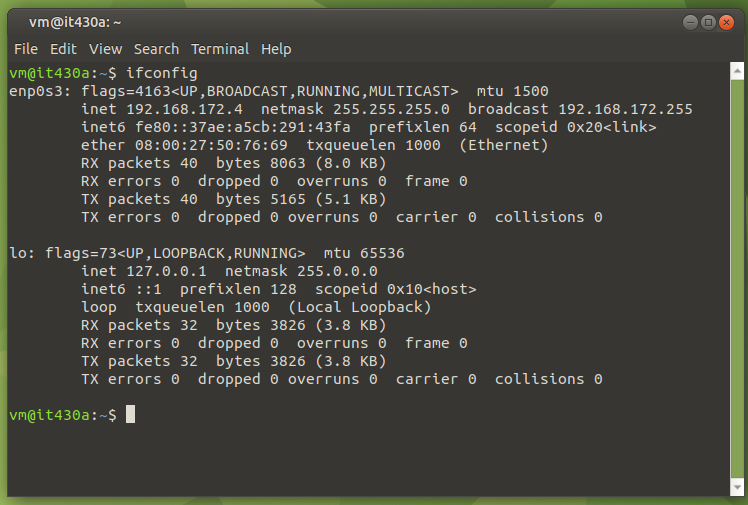 vm@it430a: ~
File Edit View Search Terminal Help
vm@it430a:~$ ifconfig
enp0s3: flags=4163<UP,BROADCAST,RUNNING,MULTICAST>  mtu 1500
        inet 192.168.172.4  netmask 255.255.255.0  broadcast 192.168.172.255
        inet6 fe80::37ae:a5cb:291:43fa  prefixlen 64  scopeid 0x20<link>
        ether 08:00:27:50:76:69  txqueuelen 1000  (Ethernet)
        RX packets 40  bytes 8063 (8.0 KB)
        RX errors 0  dropped 0  overruns 0  frame 0
        TX packets 40  bytes 5165 (5.1 KB)
        TX errors 0  dropped 0 overruns 0  carrier 0  collisions 0
lo: flags=73<UP,LOOPBACK,RUNNING>  mtu 65536
        inet 127.0.0.1  netmask 255.0.0.0
        inet6 ::1  prefixlen 128  scopeid 0x10<host>
        loop  txqueuelen 1000  (Local Loopback)
        RX packets 32  bytes 3826 (3.8 KB)
        RX errors 0  dropped 0  overruns 0  frame 0
        TX packets 32  bytes 3826 (3.8 KB)
        TX errors 0  dropped 0 overruns 0  carrier 0  collisions 0
vm@it430a:~$